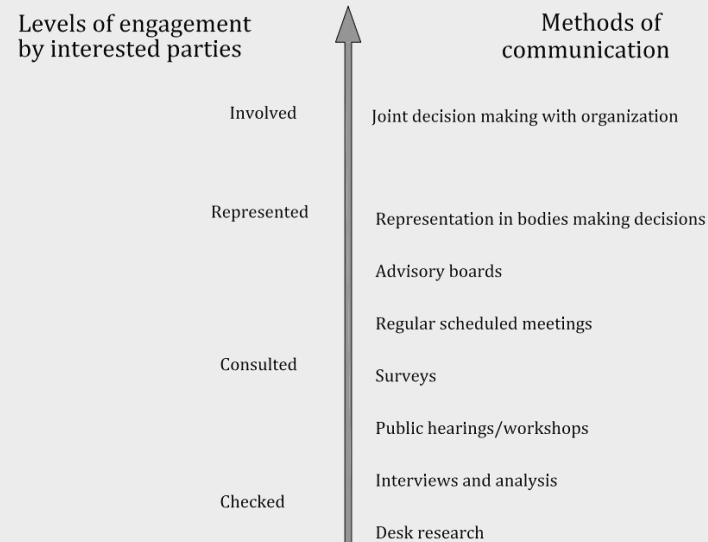 Levels of engagement
by interested parties
Methods of
communication
Involved
Joint decision making with organization
Represented
Representation in bodies making decisions
Advisory boards
Regular scheduled meetings
Consulted
Surveys
Public hearings/workshops
Interviews and analysis
Checked
Desk research